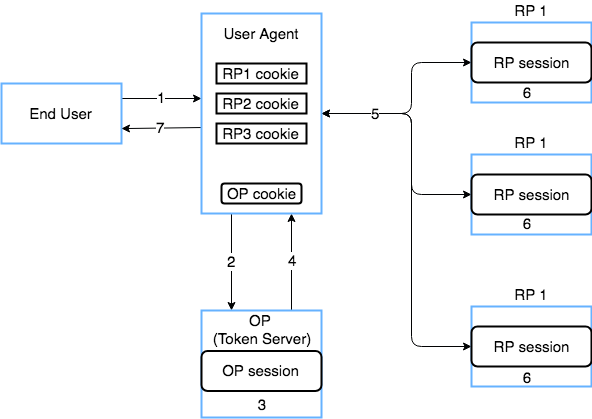 RP 1
RP session
6
User Agent
RP1 cookie
RP2 cookie
RP3 cookie
OP cookie
End User
1
7
5
RP 1
RP session
6
2
4
RP 1
RP session
6
OP
(Token Server)
OP session
3